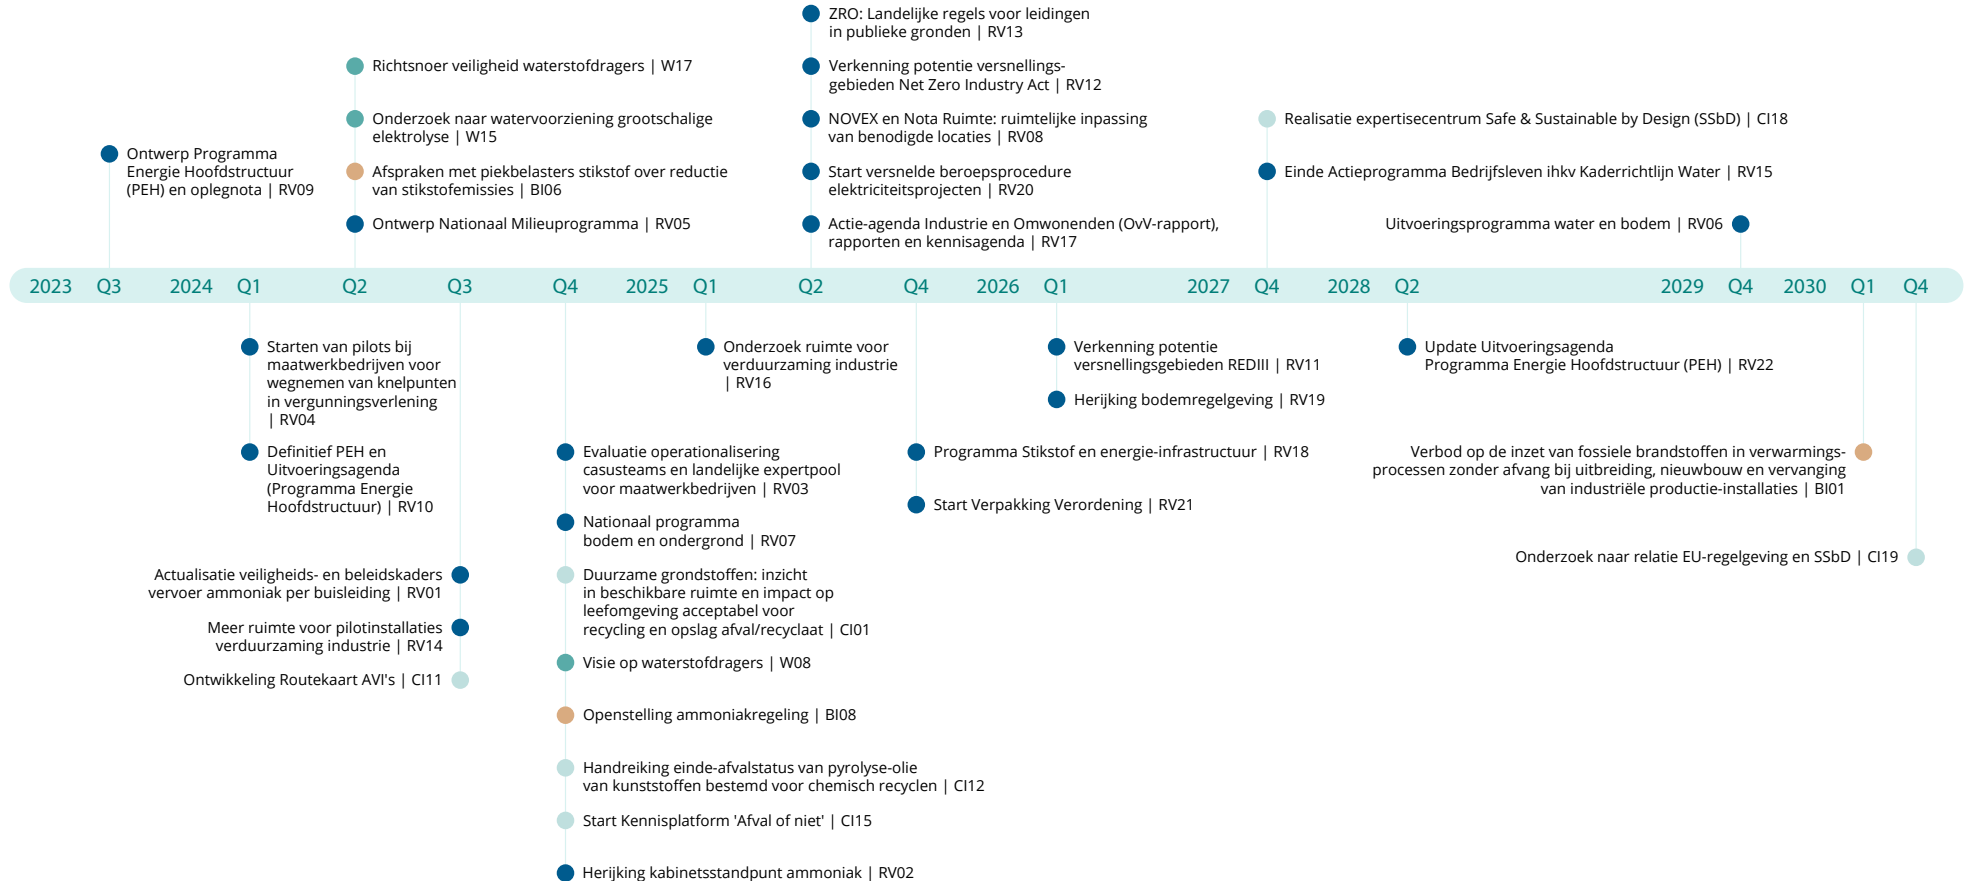 ZRO: Landelijke regels voor leidingen
in publieke gronden | RV13
Richtsnoer veiligheid waterstofdragers | W17
Verkenning potentie versnellings-
gebieden Net Zero Industry Act | RV12
Onderzoek naar watervoorziening grootschalige
elektrolyse | W15
NOVEX en Nota Ruimte: ruimtelijke inpassing
van benodigde locaties | RV08
Realisatie expertisecentrum Safe & Sustainable by Design (SSbD) | CI18
Ontwerp Programma
Energie Hoofdstructuur
(PEH) en oplegnota | RV09
Afspraken met piekbelasters stikstof over reductie
van stikstofemissies | BI06
Start versnelde beroepsprocedure
elektriciteitsprojecten | RV20
Einde Actieprogramma Bedrijfsleven ihkv Kaderrichtlijn Water | RV15
Ontwerp Nationaal Milieuprogramma | RV05
Actie-agenda Industrie en Omwonenden (OvV-rapport),
rapporten en kennisagenda | RV17
Uitvoeringsprogramma water en bodem | RV06
2023 Q3 2024 Q1 Q2 Q3 Q4 2025 Q1 Q2 Q4 2026 Q1 2027 Q4 2028 Q2 2029 Q4 2030 Q1 Q4
Starten van pilots bij
maatwerkbedrijven voor
wegnemen van knelpunten
in vergunningsverlening
| RV04
Onderzoek ruimte voor
verduurzaming industrie
| RV16
Verkenning potentie
versnellingsgebieden REDIII | RV11
Update Uitvoeringsagenda
Programma Energie Hoofdstructuur (PEH) | RV22
Herijking bodemregelgeving | RV19
Definitief PEH en
Uitvoeringsagenda
(Programma Energie
Hoofdstructuur) | RV10
Evaluatie operationalisering
casusteams en landelijke expertpool
voor maatwerkbedrijven | RV03
Programma Stikstof en energie-infrastructuur | RV18
Verbod op de inzet van fossiele brandstoffen in verwarmings-
processen zonder afvang bij uitbreiding, nieuwbouw en vervanging
van industriële productie-installaties | BI01
Start Verpakking Verordening | RV21
Nationaal programma
bodem en ondergrond | RV07
Onderzoek naar relatie EU-regelgeving en SSbD | CI19
Actualisatie veiligheids- en beleidskaders
vervoer ammoniak per buisleiding | RV01
Duurzame grondstoffen: inzicht
in beschikbare ruimte en impact op
leefomgeving acceptabel voor
recycling en opslag afval/recyclaat | CI01
Meer ruimte voor pilotinstallaties
verduurzaming industrie | RV14
Visie op waterstofdragers | W08
Ontwikkeling Routekaart AVI's | CI11
Openstelling ammoniakregeling | BI08
Handreiking einde-afvalstatus van pyrolyse-olie
van kunststoffen bestemd voor chemisch recyclen | CI12
Start Kennisplatform 'Afval of niet' | CI15
Herijking kabinetsstandpunt ammoniak | RV02